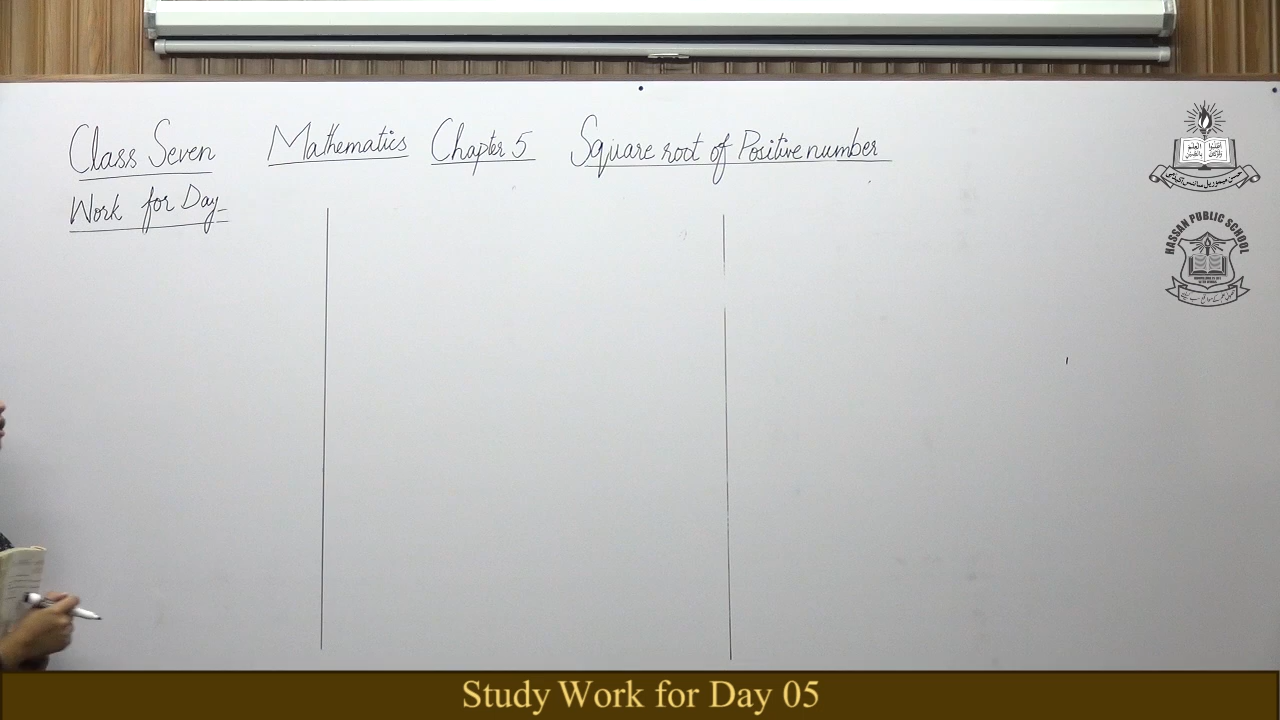 Class Seven Mathematics Chapter 5 Square root of Positive number
Work for Day
HASSAN PUBLIC SCHOOL
Study Work for Day 05